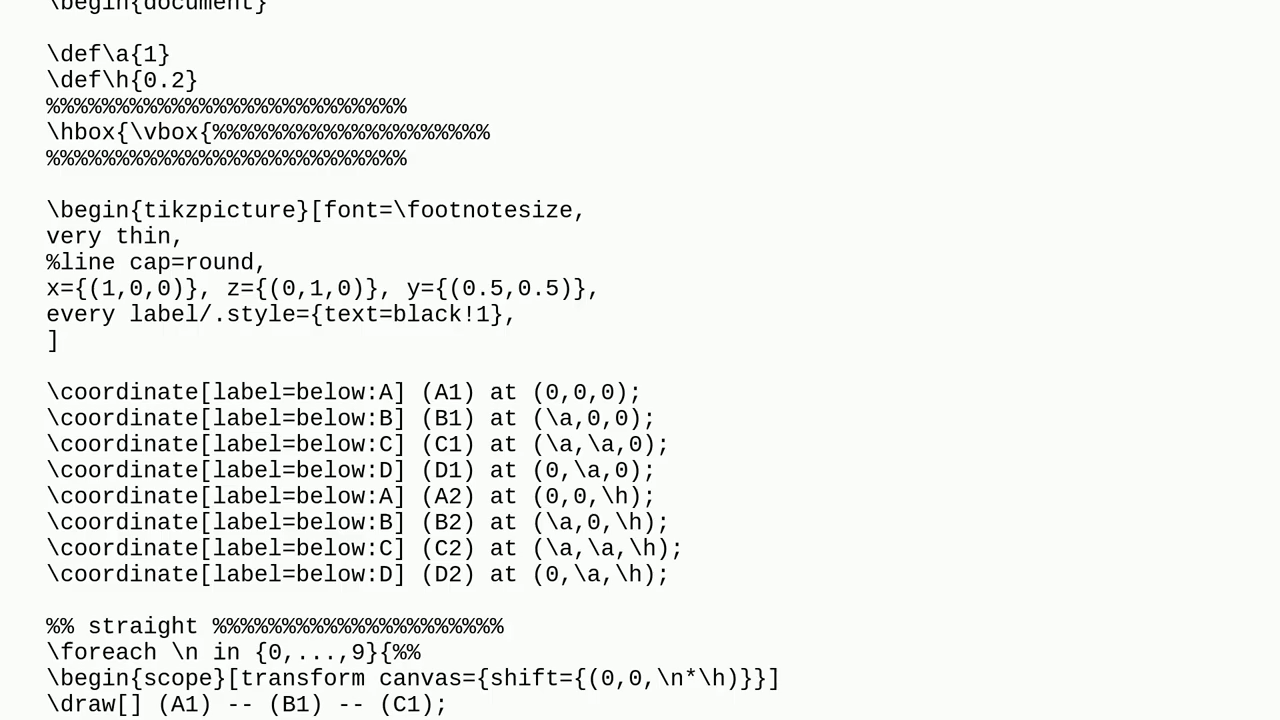 \begin{document}
\def\a{1}
\def\h{0.2}
%%%%%%%%%%%%%%%%%%%%%%%%%%
\hbox{\vbox{%%%%%%%%%%%%%%%%%%%%
%%%%%%%%%%%%%%%%%%%%%%%%%%
\begin{tikzpicture}[font=\footnotesize,
very thin,
%line cap=round,
x={(1,0,0)}, z={(0,1,0)}, y={(0.5,0.5)},
every label/.style={text=black!1},
]
\coordinate[label=below:A] (A1) at (0,0,0);
\coordinate[label=below:B] (B1) at (\a,0,0);
\coordinate[label=below:C] (C1) at (\a,\a,0);
\coordinate[label=below:D] (D1) at (0,\a,0);
\coordinate[label=below:A] (A2) at (0,0,\h);
\coordinate[label=below:B] (B2) at (\a,0,\h);
\coordinate[label=below:C] (C2) at (\a,\a,\h);
\coordinate[label=below:D] (D2) at (0,\a,\h);
%% straight %%%%%%%%%%%%%%%%%%%%%
\foreach \n in {0,...,9}{%%
\begin{scope}[transform canvas={shift={(0,0,\n*\h)}}]
\draw[] (A1) -- (B1) -- (C1);